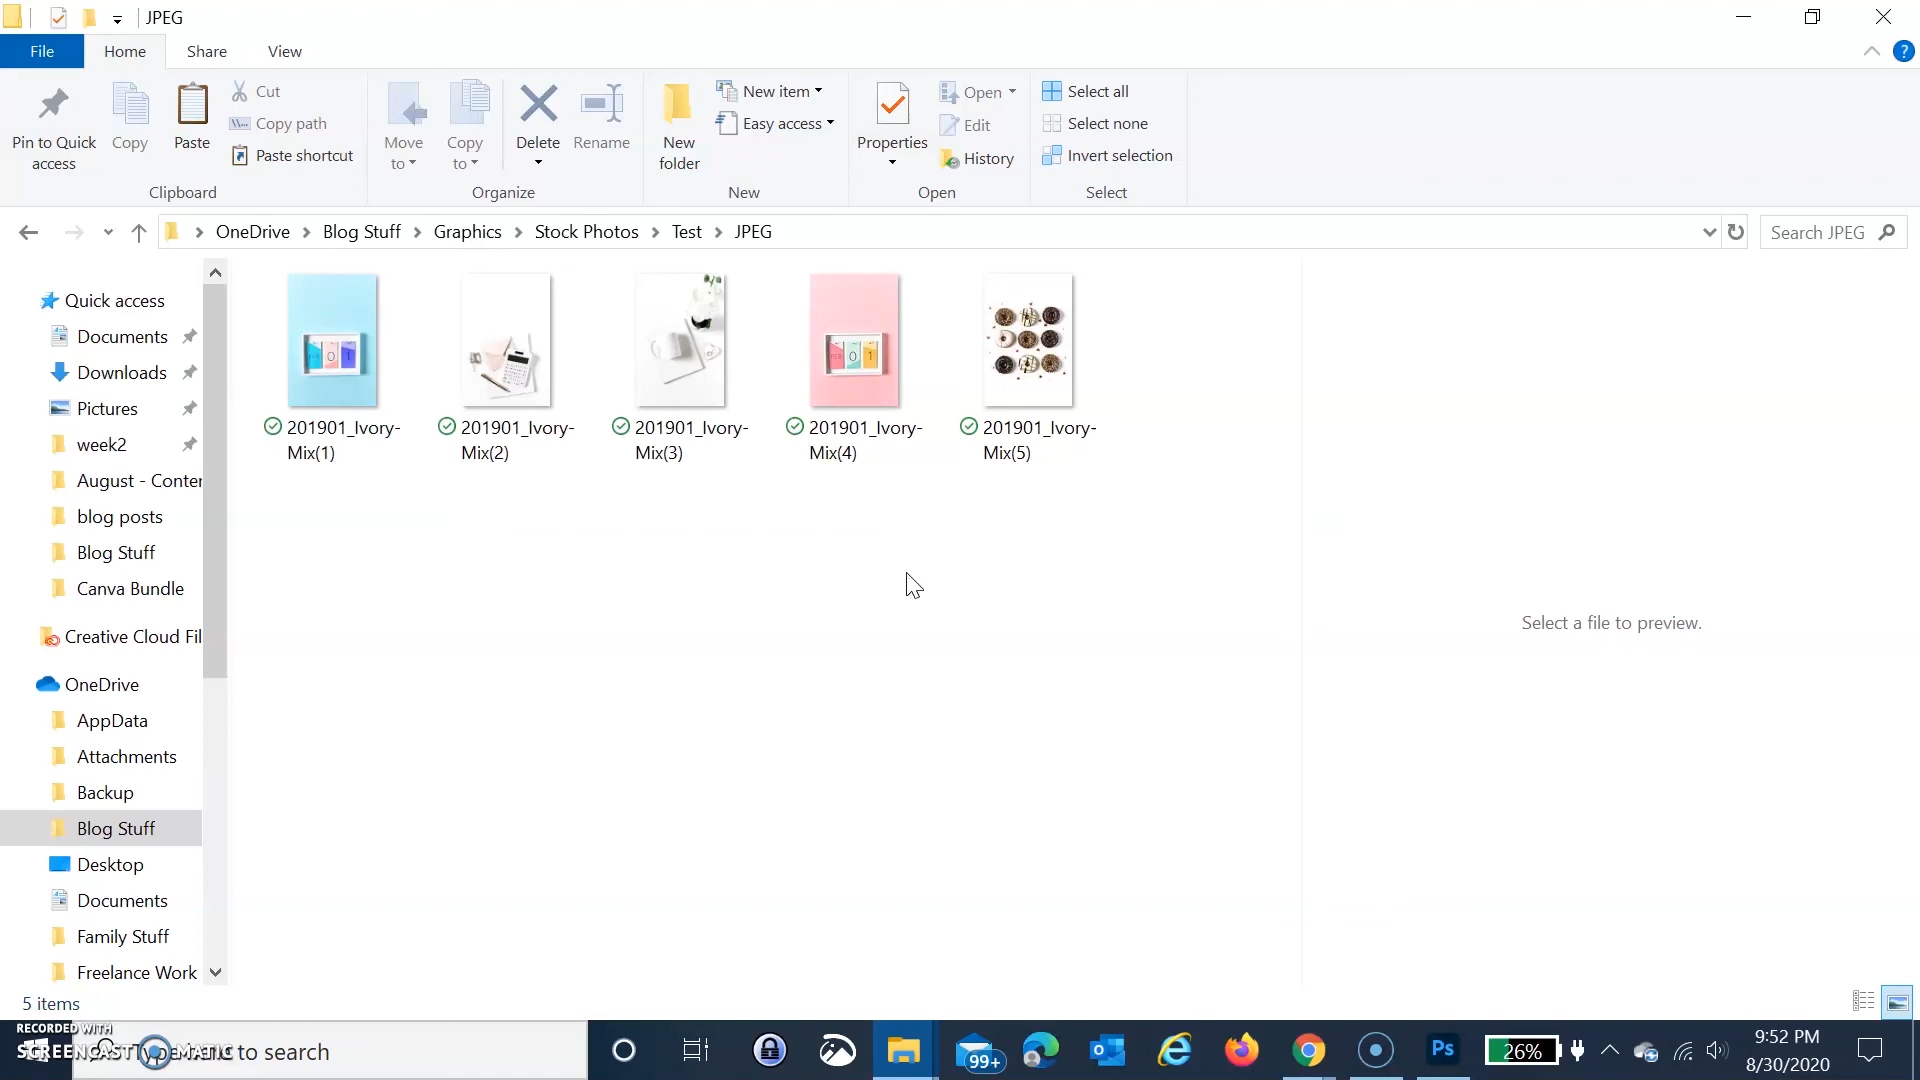 JPEG
File Home Share View
Pin to Quick access
Copy
Paste
Cut
Copy path
Paste shortcut
Clipboard
Move to
Copy to
Delete
Rename
Organize
New folder
New item
Easy access
New
Properties
Open
Edit
History
Open
Select all
Select none
Invert selection
Select
OneDrive > Blog Stuff > Graphics > Stock Photos > Test > JPEG
Search JPEG
Quick access
Documents
Downloads
Pictures
week2
August - Conter
blog posts
Blog Stuff
Canva Bundle
Creative Cloud Fil
OneDrive
AppData
Attachments
Backup
Blog Stuff
Desktop
Documents
Family Stuff
Freelance Work
201901_Ivory-
Mix(1)
201901_Ivory-
Mix(2)
201901_Ivory-
Mix(3)
FEB 01
201901_Ivory-
Mix(4)
201901_Ivory-
Mix(5)
Select a file to preview.
5 items
RECORDED WITH
SCREENCAST MATIC
to search
99+
Ps
26%
9:52 PM
8/30/2020